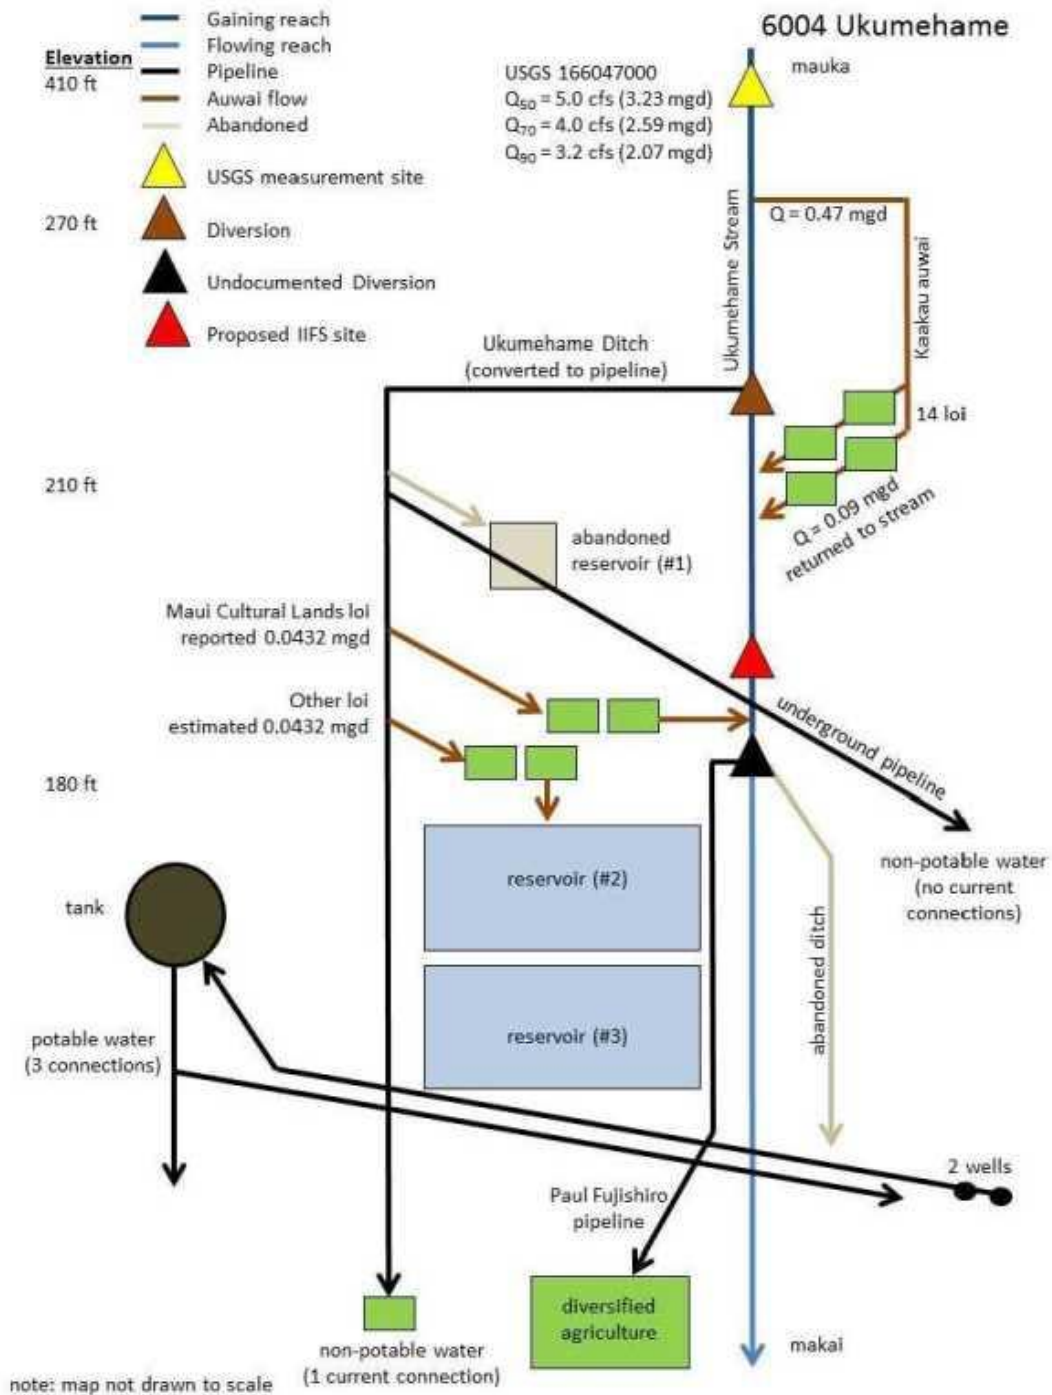 6004 Ukumehame
Gaining reach
Flowing reach
Pipeline
Auwai flow
Abandoned
USGS measurement site
Diversion
Undocumented Diversion
Proposed IIFS site
Elevation
410 ft
270 ft
210 ft
180 ft
mauka
USGS 166047000
Q50 = 5.0 cfs (3.23 mgd)
Q70 = 4.0 cfs (2.59 mgd)
Q90 = 3.2 cfs (2.07 mgd)
Q = 0.47 mgd
Ukumehame Stream
Keakau auwai
Ukumehame Ditch
(converted to pipeline)
14 loi
Q = 0.09 mgd
returned to stream
abandoned
reservoir (#1)
Maui Cultural Lands loi
reported 0.0432 mgd
Other loi
estimated 0.0432 mgd
underground pipeline
non-potable water
(no current
connections)
reservoir (#2)
reservoir (#3)
abandoned ditch
tank
potable water
(3 connections)
2 wells
Paul Fujishiro
pipeline
diversified
agriculture
non-potable water
(1 current connection)
makai
note: map not drawn to scale